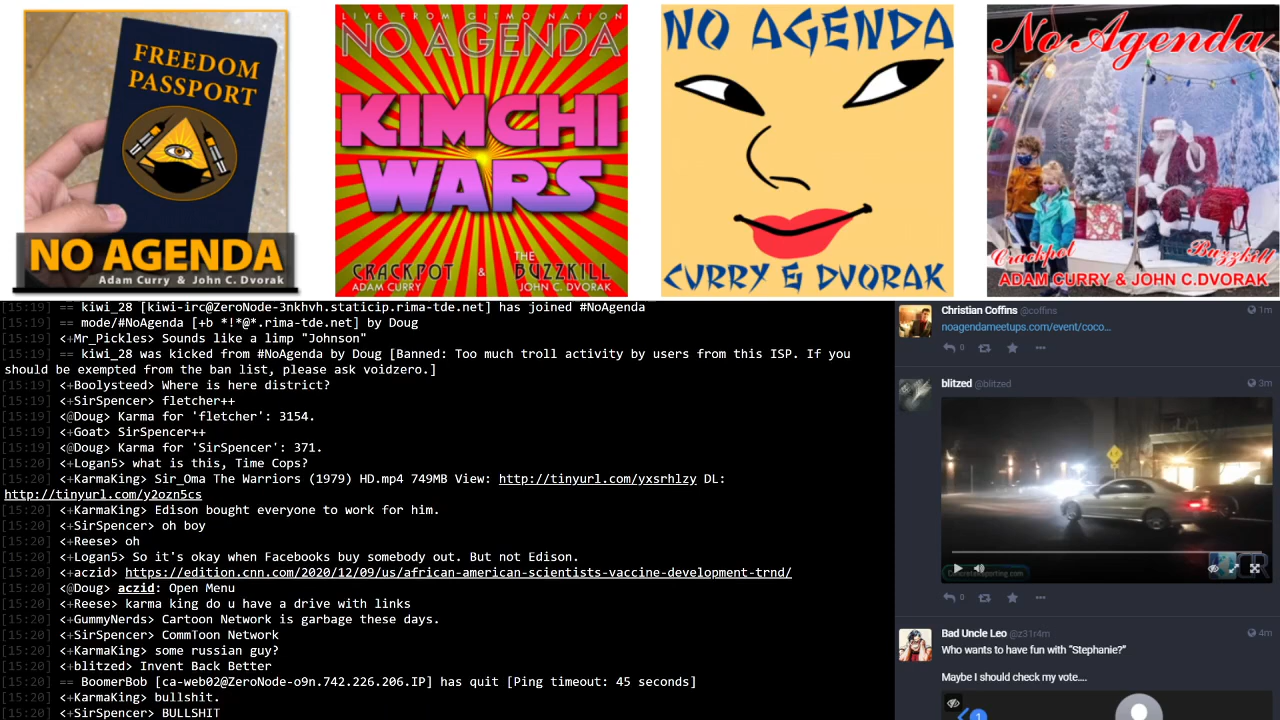 FREEDOM
PASSPORT
NO AGENDA
Adam Curry & John C. Dvorak
LIVE FROM GITMO NATION
NO AGENDA
KIMCHI
WARS
CRACKPOT & THE BUZZKILL
ADAM CURRY JOHN C. DVORAK
NO AGENDA
CURRY & DVORAK
No Agenda
Crackpot Buzzkill
ADAM CURRY & JOHN C.DVORAK
[15:19] == kiwi_28 [kiwi-irc@ZeroNode-3nkhvh.staticip.rima-tde.net] has joined #NoAgenda
[15:19] == mode/#NoAgenda [+b *!*@*.rima-tde.net] by Doug
[15:19] <+Mr_Pickles> Sounds like a limp "Johnson"
[15:19] == kiwi_28 was kicked from #NoAgenda by Doug [Banned: Too much troll activity by users from this ISP. If you
should be exempted from the ban list, please ask voidzero.]
[15:19] <+Boolysteed> Where is here district?
[15:19] <+SirSpencer> fletcher++
[15:19] <@Doug> Karma for 'fletcher': 3154.
[15:19] <+Goat> SirSpencer++
[15:19] <@Doug> Karma for 'SirSpencer': 371.
[15:20] <+Logan5> what is this, Time Cops?
[15:20] <+KarmaKing> Sir_Oma The Warriors (1979) HD.mp4 749MB View: http://tinyurl.com/yxsrhlzy DL:
http://tinyurl.com/y2ozn5cs
[15:20] <+KarmaKing> Edison bought everyone to work for him.
[15:20] <+SirSpencer> oh boy
[15:20] <+Reese> oh
[15:20] <+Logan5> So it's okay when Facebooks buy somebody out. But not Edison.
[15:20] <+aczid> https://edition.cnn.com/2020/12/09/us/african-american-scientists-vaccine-development-trnd/
[15:20] <@Doug> aczid: Open Menu
[15:20] <+Reese> karma king do u have a drive with links
[15:20] <+GummyNerds> Cartoon Network is garbage these days.
[15:20] <+SirSpencer> CommToon Network
[15:20] <+KarmaKing> some russian guy?
[15:20] <+blitzed> Invent Back Better
[15:20] == BoomerBob [ca-web02@ZeroNode-o9n.742.226.206.IP] has quit [Ping timeout: 45 seconds]
[15:20] <+KarmaKing> bullshit.
[15:20] <+SirSpencer> BULLSHIT
Christian Coffins @coffins 1m
noagendameetups.com/event/coco...
0
blitzed @blitzed 3m
0
Bad Uncle Leo @z31r4m 4m
Who wants to have fun with “Stephanie?”
Maybe I should check my vote....
1